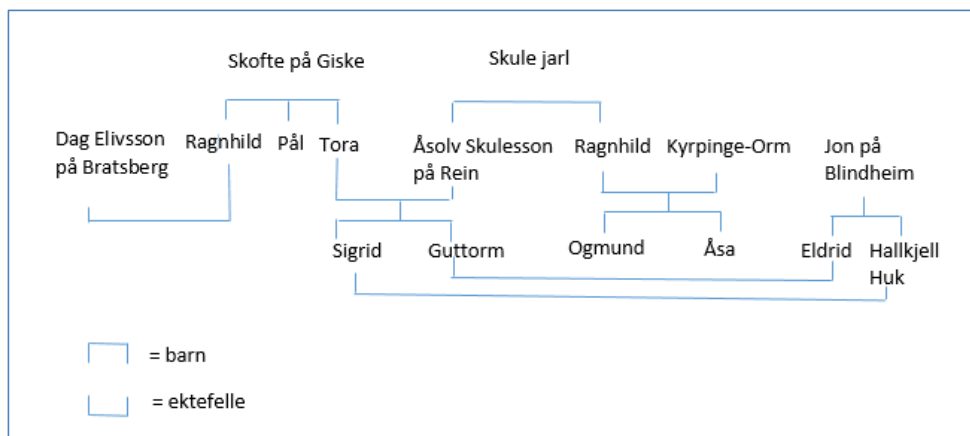 Skofte på Giske
Skule jarl
Dag Elivsson
på Bratsberg
Ragnhild
Pål
Tora
Åsolv Skulesson
på Rein
Ragnhild
Kyrpinge-Orm
Jon på
Blindheim
Sigrid
Guttorm
Ogmund
Åsa
Eldrid
Hallkjell
Huk
= barn
= ektefelle